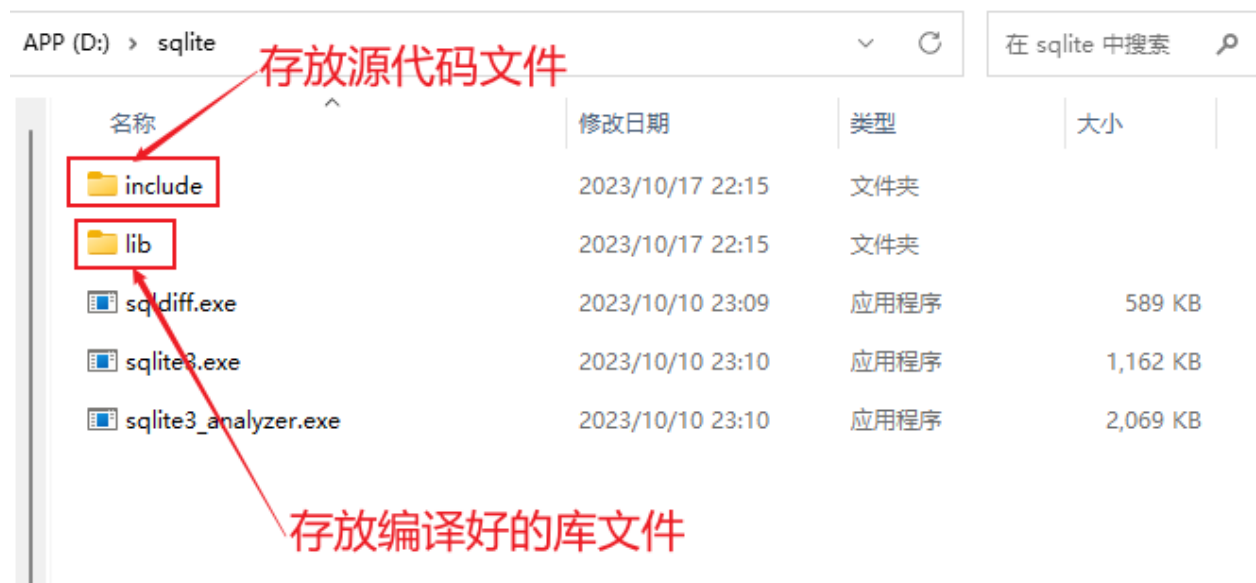 APP (D:) > sqlite
在 sqlite 中搜索
存放源代码文件
名称 修改日期 类型 大小
include 2023/10/17 22:15 文件夹
lib 2023/10/17 22:15 文件夹
sqldiff.exe 2023/10/10 23:09 应用程序 589 KB
sqlite3.exe 2023/10/10 23:10 应用程序 1,162 KB
sqlite3_analyzer.exe 2023/10/10 23:10 应用程序 2,069 KB
存放编译好的库文件